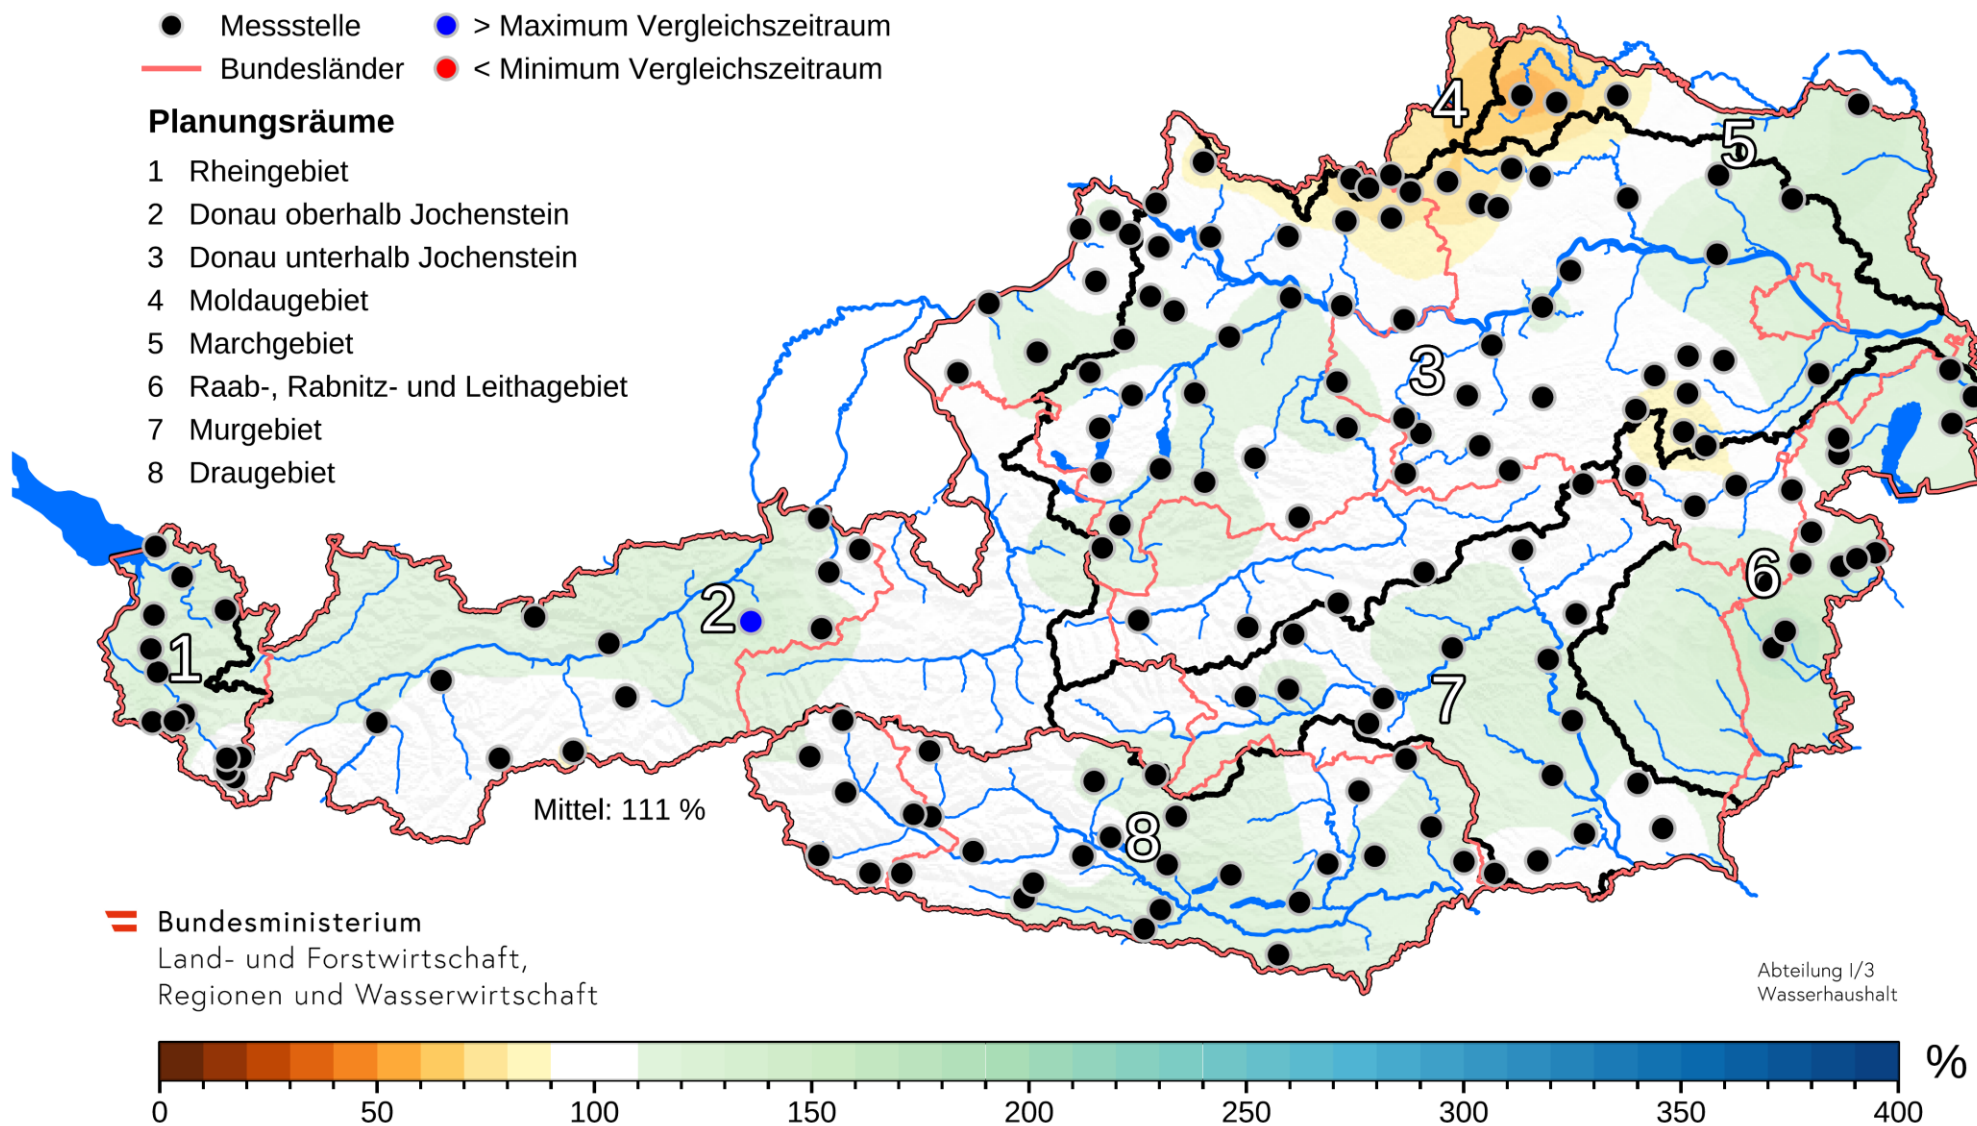 Messstelle
> Maximum Vergleichszeitraum
Bundesländer
< Minimum Vergleichszeitraum
Planungsräume
1 Rheingebiet
2 Donau oberhalb Jochenstein
3 Donau unterhalb Jochenstein
4 Moldaugebiet
5 Marchgebiet
6 Raab-, Rabnitz- und Leithagebiet
7 Murgebiet
8 Draugebiet
4
5
3
2
6
1
7
8
Mittel: 111 %
Bundesministerium
Land- und Forstwirtschaft,
Regionen und Wasserwirtschaft
Abteilung I/3
Wasserhaushalt
%
0 50 100 150 200 250 300 350 400